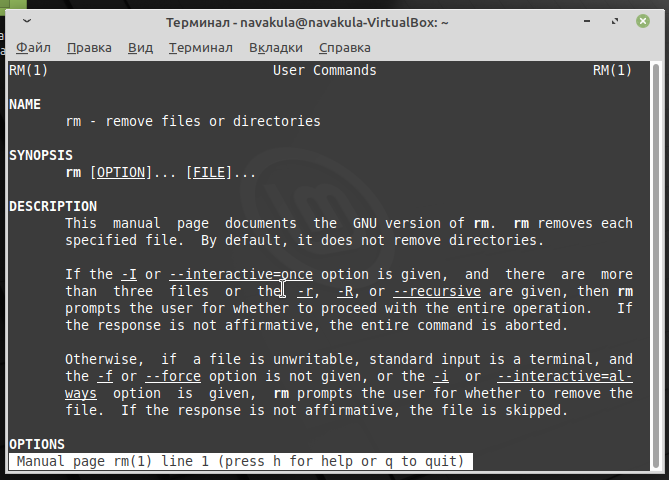 Терминал - navakula@navakula-VirtualBox: ~
Файл Правка Вид Терминал Вкладки Справка
RM(1) User Commands RM(1)
NAME
rm - remove files or directories
SYNOPSIS
rm [OPTION]... [FILE]...
DESCRIPTION
This manual page documents the GNU version of rm. rm removes each
specified file. By default, it does not remove directories.
If the -I or --interactive=once option is given, and there are more
than three files or the -r, -R, or --recursive are given, then rm
prompts the user for whether to proceed with the entire operation. If
the response is not affirmative, the entire command is aborted.
Otherwise, if a file is unwritable, standard input is a terminal, and
the -f or --force option is not given, or the -i or --interactive=al-
ways option is given, rm prompts the user for whether to remove the
file. If the response is not affirmative, the file is skipped.
OPTIONS
Manual page rm(1) line 1 (press h for help or q to quit)